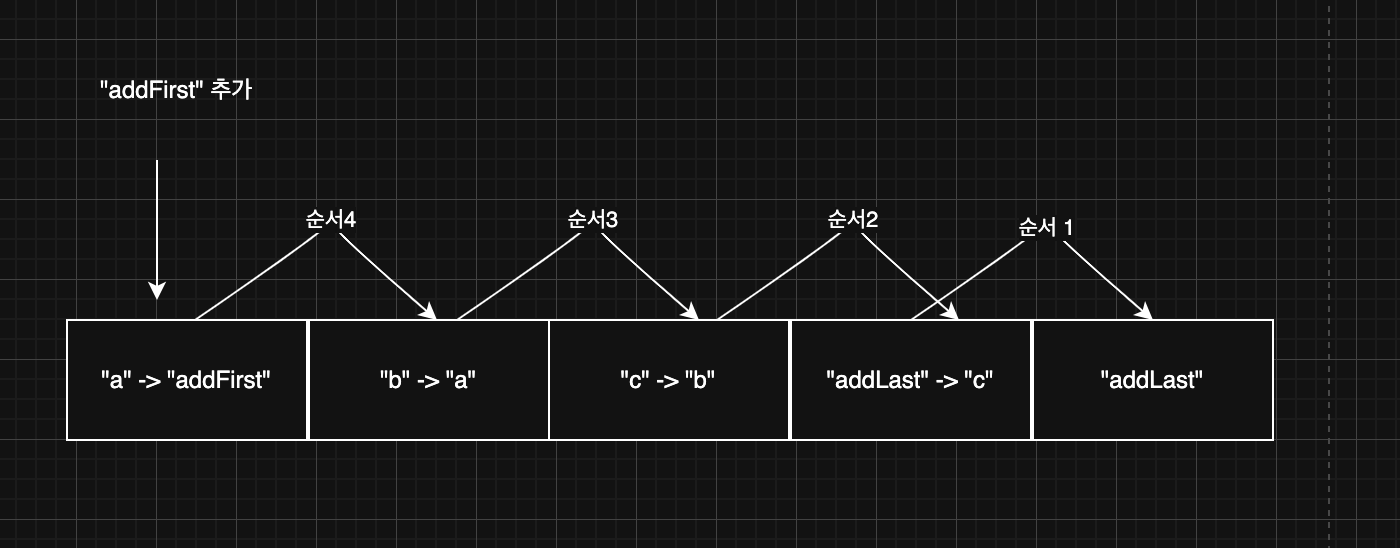 "addFirst" 추가
순서4
순서3
순서2
순서 1
"a" -> "addFirst"
"b" -> "a"
"c" -> "b"
"addLast" -> "c"
"addLast"